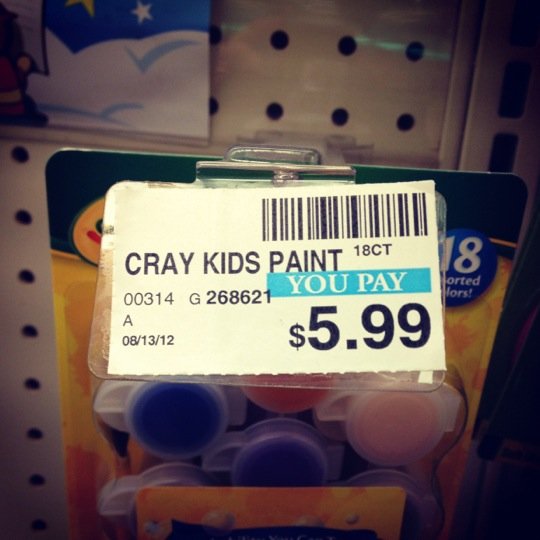 CRAY KIDS PAINT 18CT
YOU PAY
00314 G 268621
A
08/13/12
$5.99
18